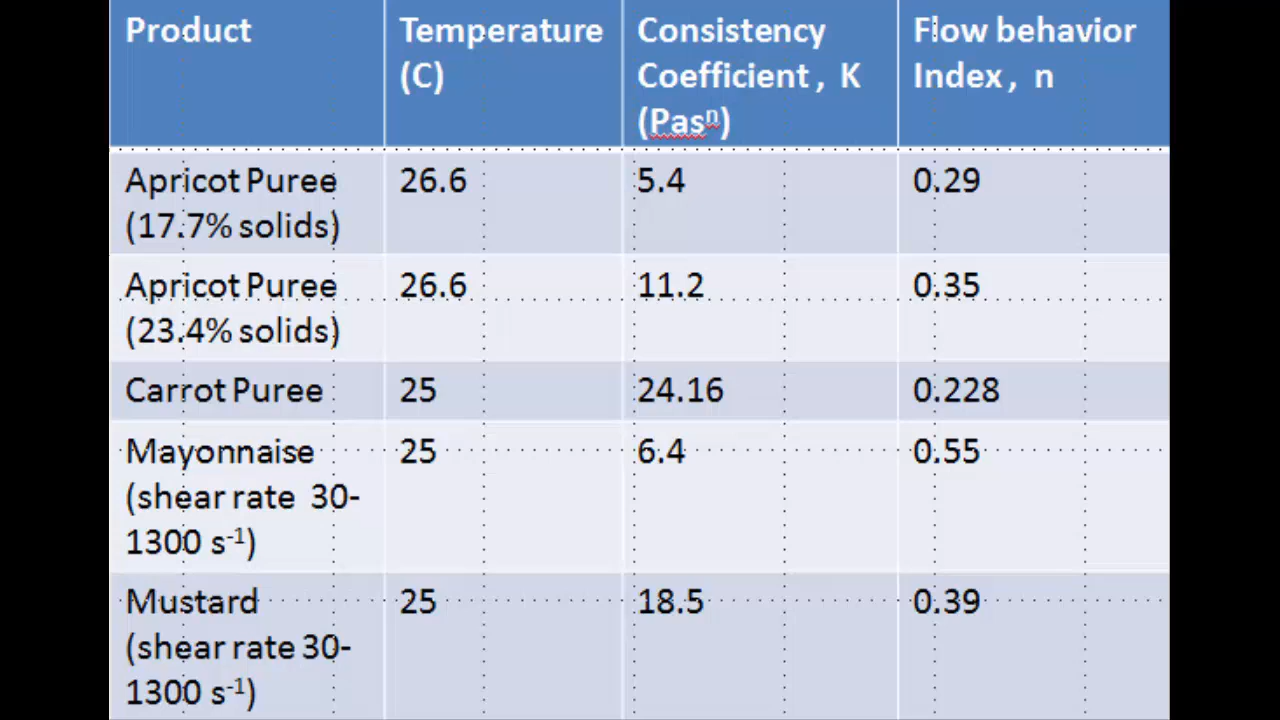 Product
Temperature
(C)
Consistency
Coefficient , K
(Pasⁿ)
Flow behavior
Index , n
Apricot Puree
(17.7% solids)
26.6
5.4
0.29
Apricot Puree
(23.4% solids)
26.6
11.2
0.35
Carrot Puree
25
24.16
0.228
Mayonnaise
(shear rate 30-
1300 s⁻¹)
25
6.4
0.55
Mustard
(shear rate 30-
1300 s⁻¹)
25
18.5
0.39